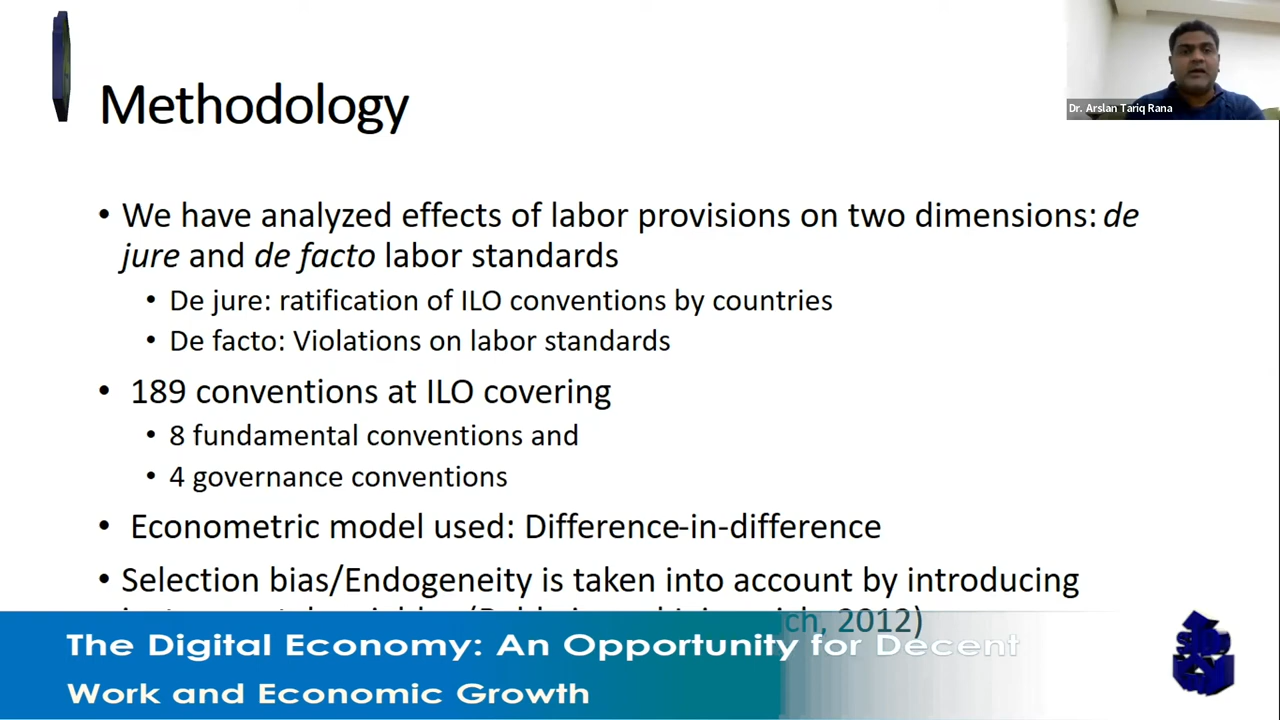 Methodology
Dr. Arslan Tariq Rana
• We have analyzed effects of labor provisions on two dimensions: de
jure and de facto labor standards
• De jure: ratification of ILO conventions by countries
• De facto: Violations on labor standards
• 189 conventions at ILO covering
• 8 fundamental conventions and
• 4 governance conventions
• Econometric model used: Difference-in-difference
• Selection bias/Endogeneity is taken into account by introducing
2012)
The Digital Economy: An Opportunity for Decent
Work and Economic Growth